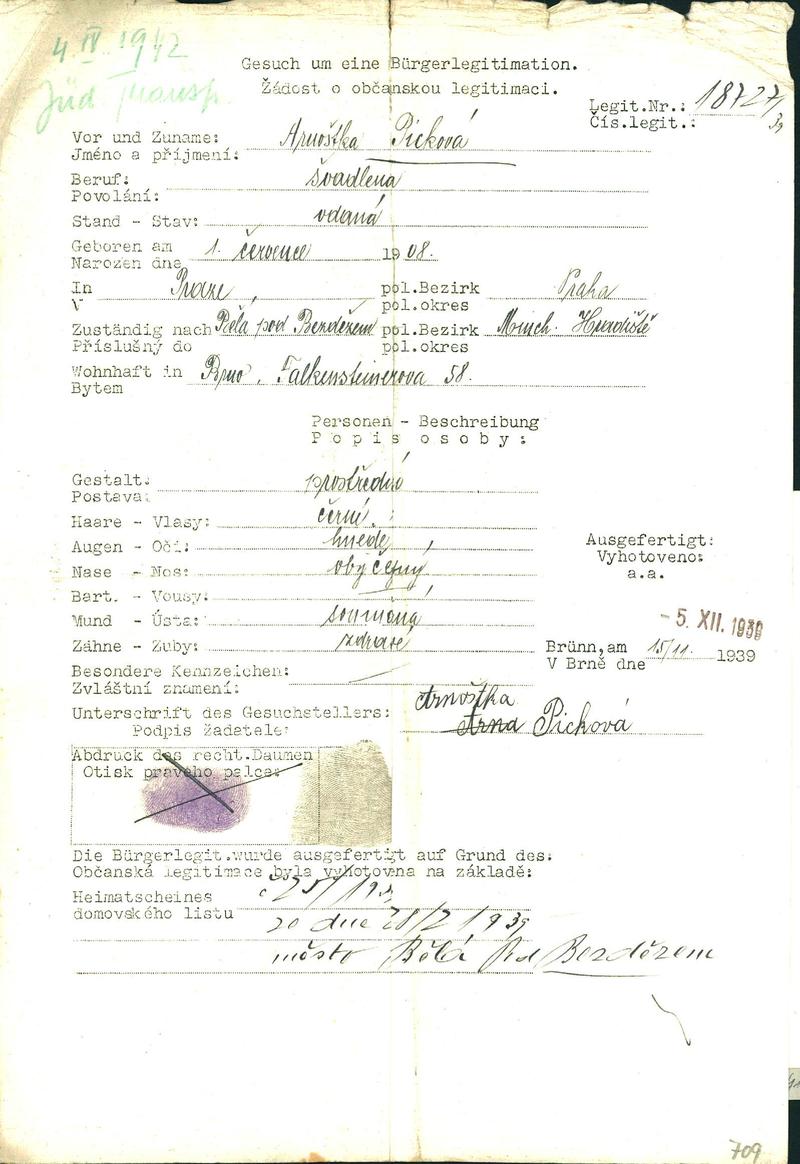 4. IV. 1942
Jüd. Transp.
Gesuch um eine Bürgerlegitimation.
Žádost o občanskou legitimaci.
Legit.Nr.: 18727/39
Čís.legit.:
Vor und Zuname: Arnoštka Picková
Jméno a příjmení:
Beruf: švadlena
Povolání:
Stand - Stav: vdaná
Geboren am 1. července 1908.
Narozen dne
In Praze, pol.Bezirk Praha
V pol.okres
Zuständig nach Běla pod Bezdězem pol.Bezirk Mnich. Hradiště
Příslušný do pol.okres
Wohnhaft in Brno, Falkensteinerova 58.
Bytem
Personen - Beschreibung
Popis osoby:
Gestalt: prostřední
Postava:
Haare - Vlasy: černé
Augen - Oči: hnědé
Nase - Nos: obyčejný
Bart. - Vousy:
Mund - Ústa: souměrná
Zähne - Zuby: zdravé
Ausgefertigt:
Vyhotoveno:
a.a.
- 5. XII. 1939
Brünn, am 15/11. 1939
V Brně dne
Besondere Kennzeichen:
Zvláštní znamení:
Unterschrift des Gesuchstellers: Arnoštka
Podpis žadatele: Arna Picková
Abdruck des recht.Daumen
Otisk pravého palce:
Die Bürgerlegit.wurde ausgefertigt auf Grund des:
Občanská legitimace byla vyhotovna na základě:
Heimatscheines
domovského listu
ze dne 28/2 1939
město Bělá Pod Bezdězem
709